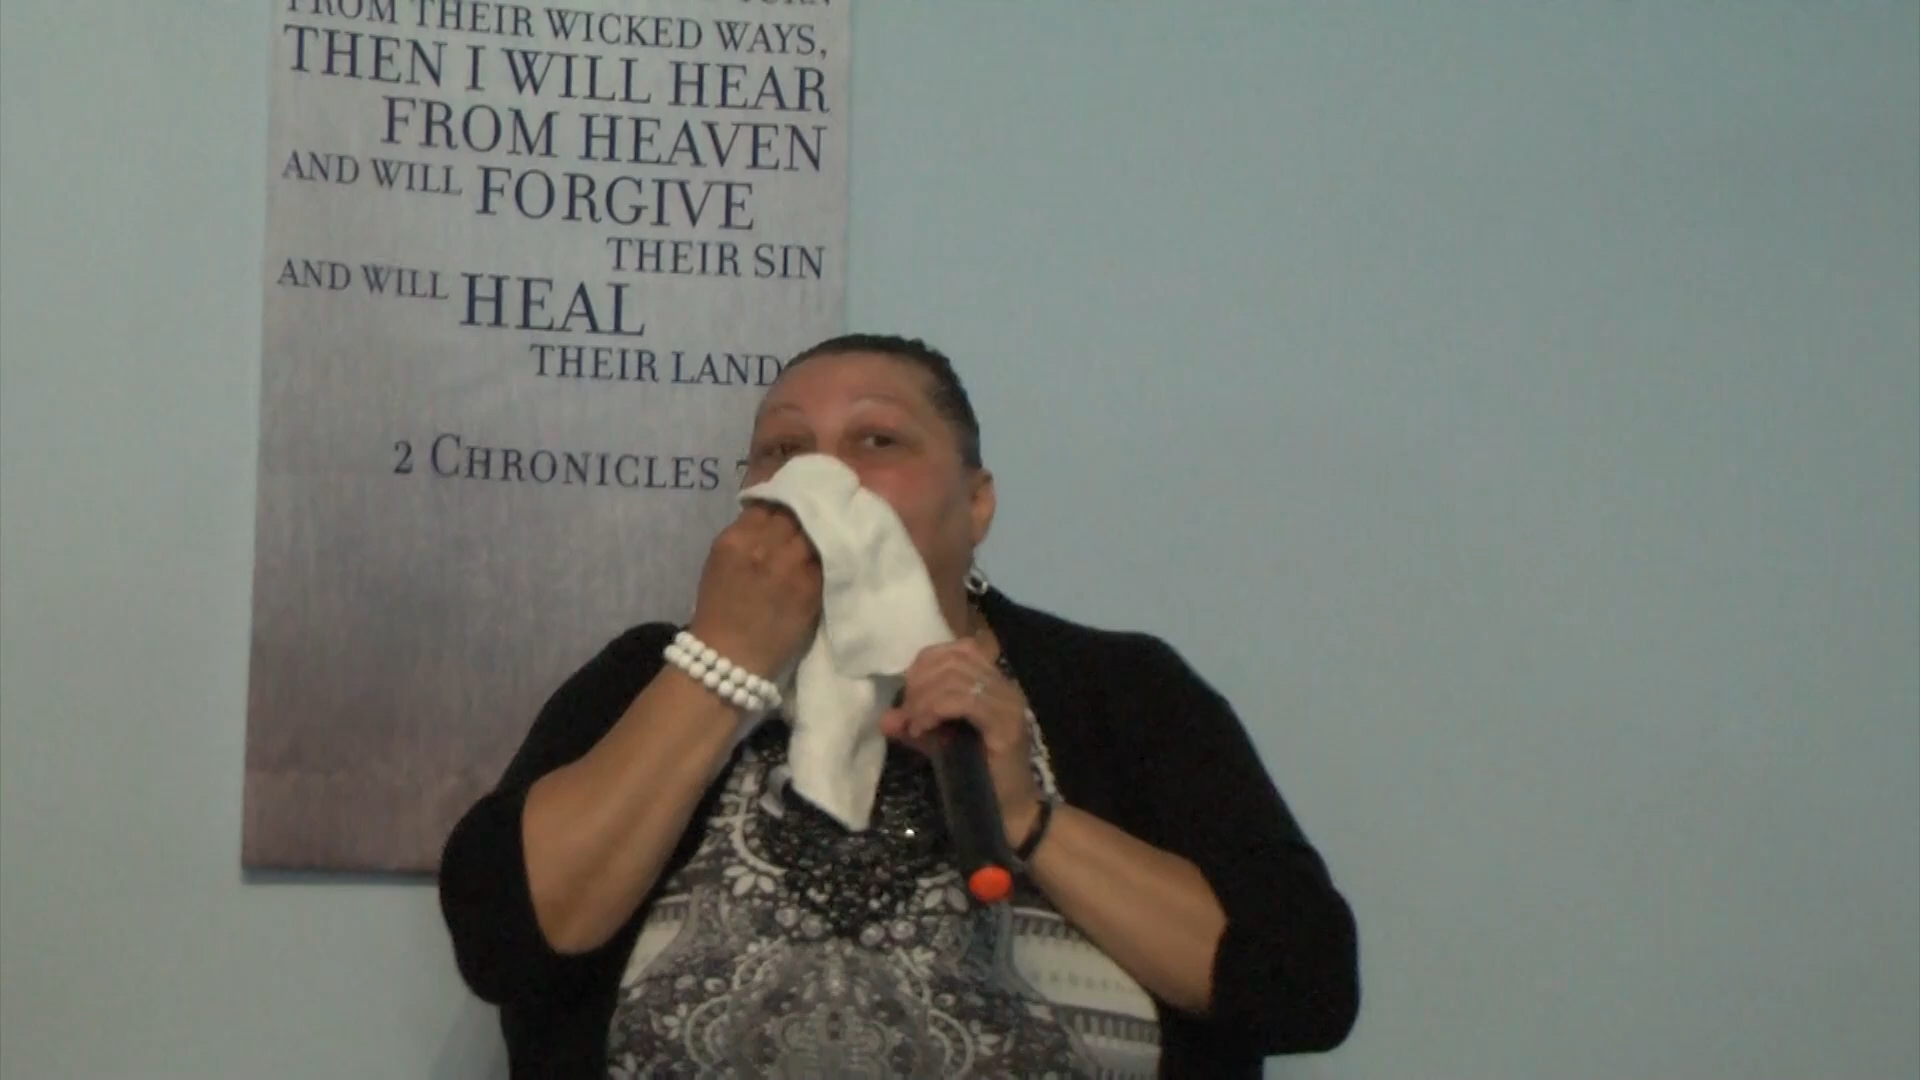 FROM THEIR WICKED WAYS,
THEN I WILL HEAR
FROM HEAVEN
AND WILL FORGIVE
THEIR SIN
AND WILL HEAL
THEIR LAND
2 CHRONICLES 7